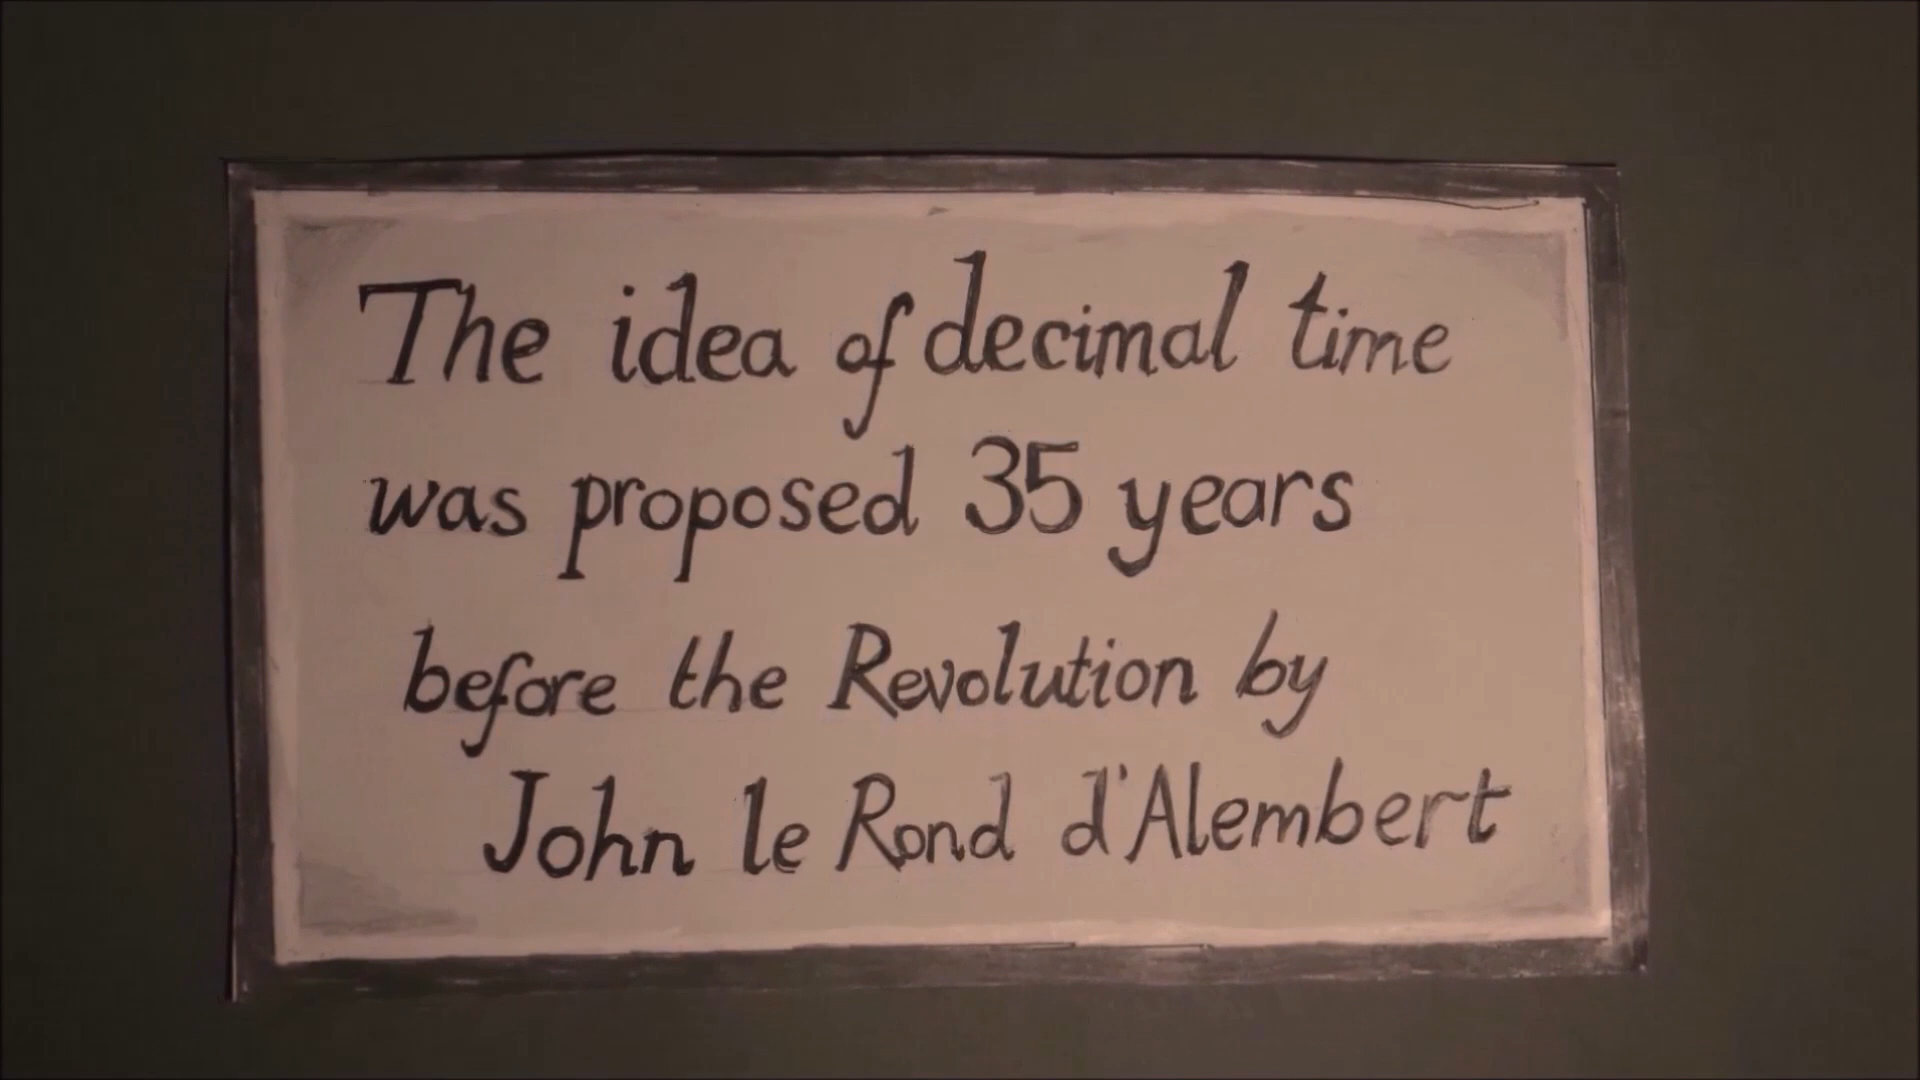 The idea of decimal time
was proposed 35 years
before the Revolution by
John le Rond d'Alembert